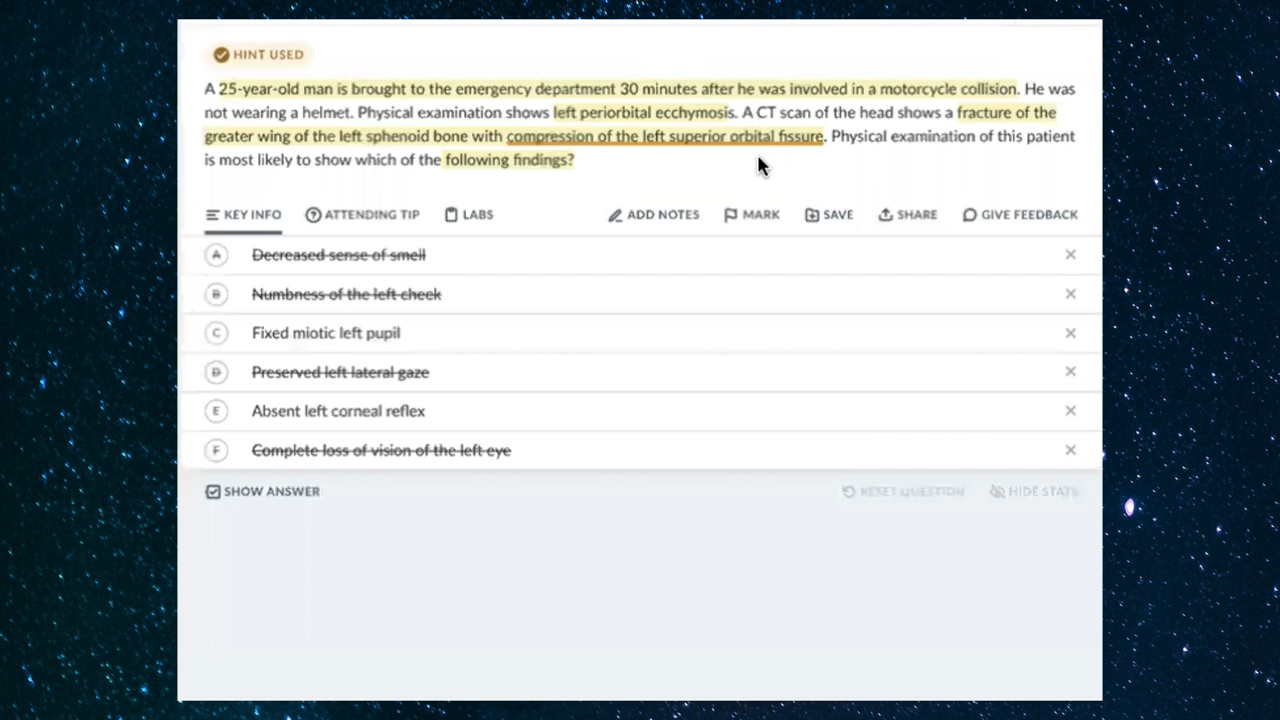 HINT USED
A 25-year-old man is brought to the emergency department 30 minutes after he was involved in a motorcycle collision. He was
not wearing a helmet. Physical examination shows left periorbital ecchymosis. A CT scan of the head shows a fracture of the
greater wing of the left sphenoid bone with compression of the left superior orbital fissure. Physical examination of this patient
is most likely to show which of the following findings?
KEY INFO ATTENDING TIP LABS ADD NOTES MARK SAVE SHARE GIVE FEEDBACK
A Decreased sense of smell
B Numbness of the left cheek
C Fixed miotic left pupil
D Preserved left lateral gaze
E Absent left corneal reflex
F Complete loss of vision of the left eye
SHOW ANSWER RESET QUESTION HIDE STATS